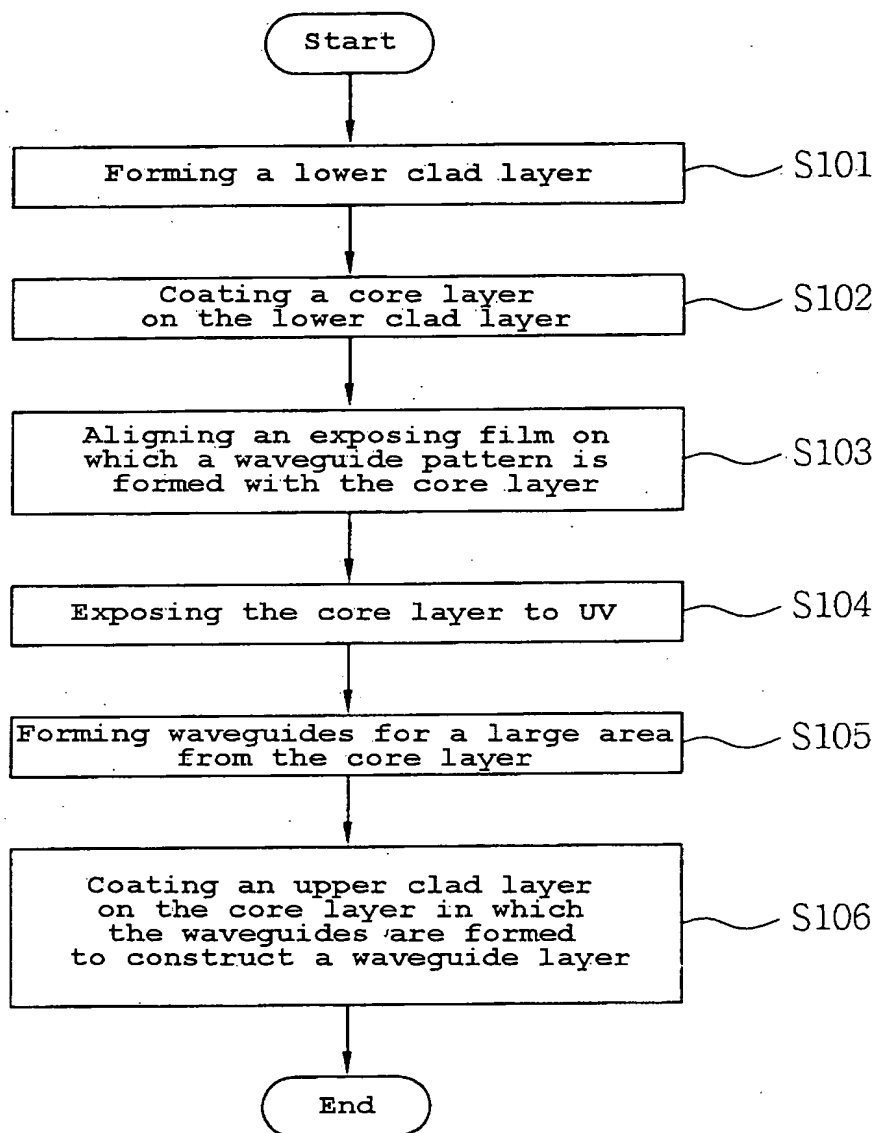 Start
Forming a lower clad layer
S101
Coating a core layer
on the lower clad layer
S102
Aligning an exposing film on
which a waveguide pattern is
formed with the core layer
S103
Exposing the core layer to UV
S104
Forming waveguides for a large area
from the core layer
S105
Coating an upper clad layer
on the core layer in which
the waveguides are formed
to construct a waveguide layer
S106
End